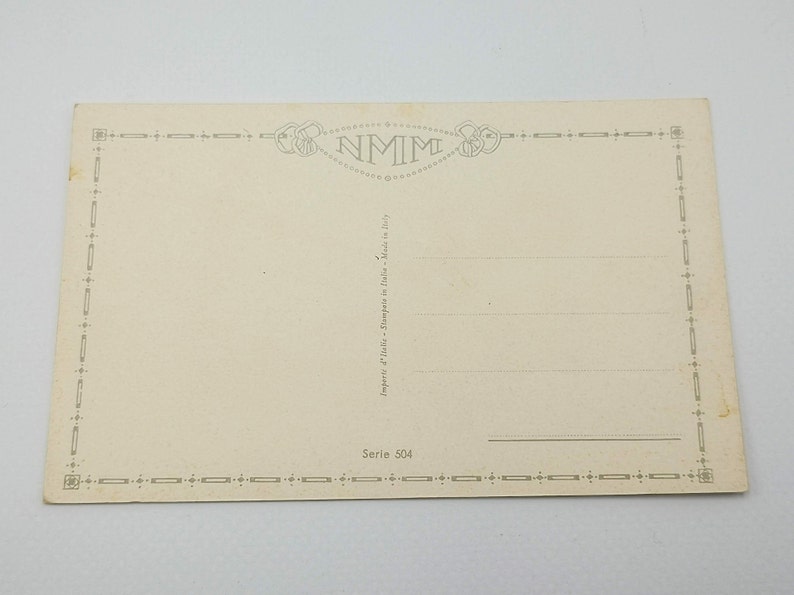 NMM
Importé d'Italie - Stampato in Italia - Made in Italy
Serie 504